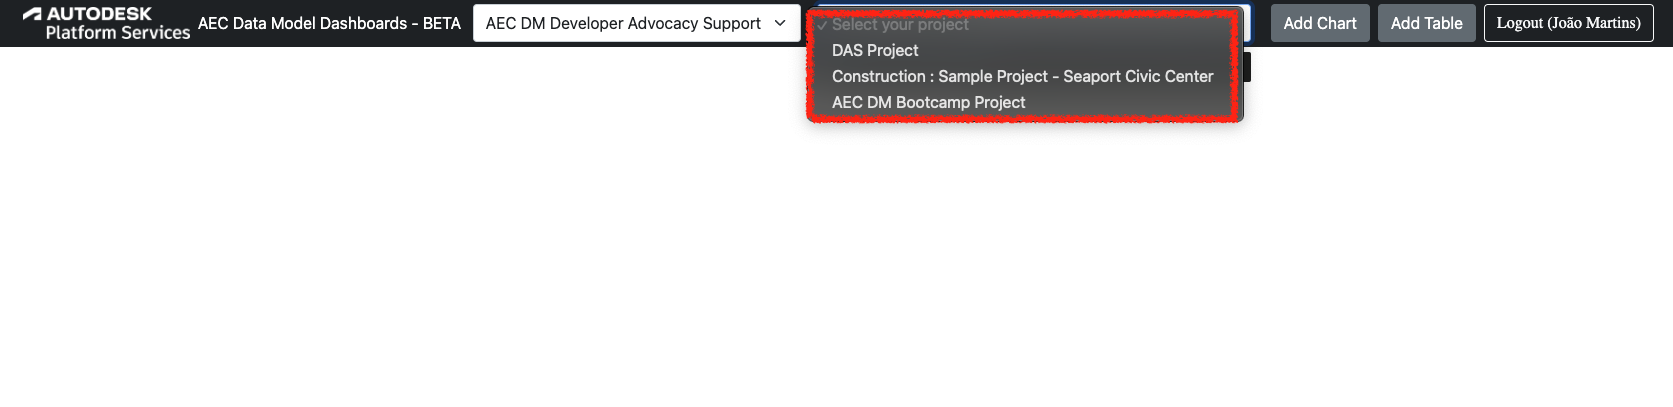 AUTODESK
Platform Services
AEC Data Model Dashboards - BETA
AEC DM Developer Advocacy Support
✓ Select your project
DAS Project
Construction : Sample Project - Seaport Civic Center
AEC DM Bootcamp Project
Add Chart
Add Table
Logout (João Martins)